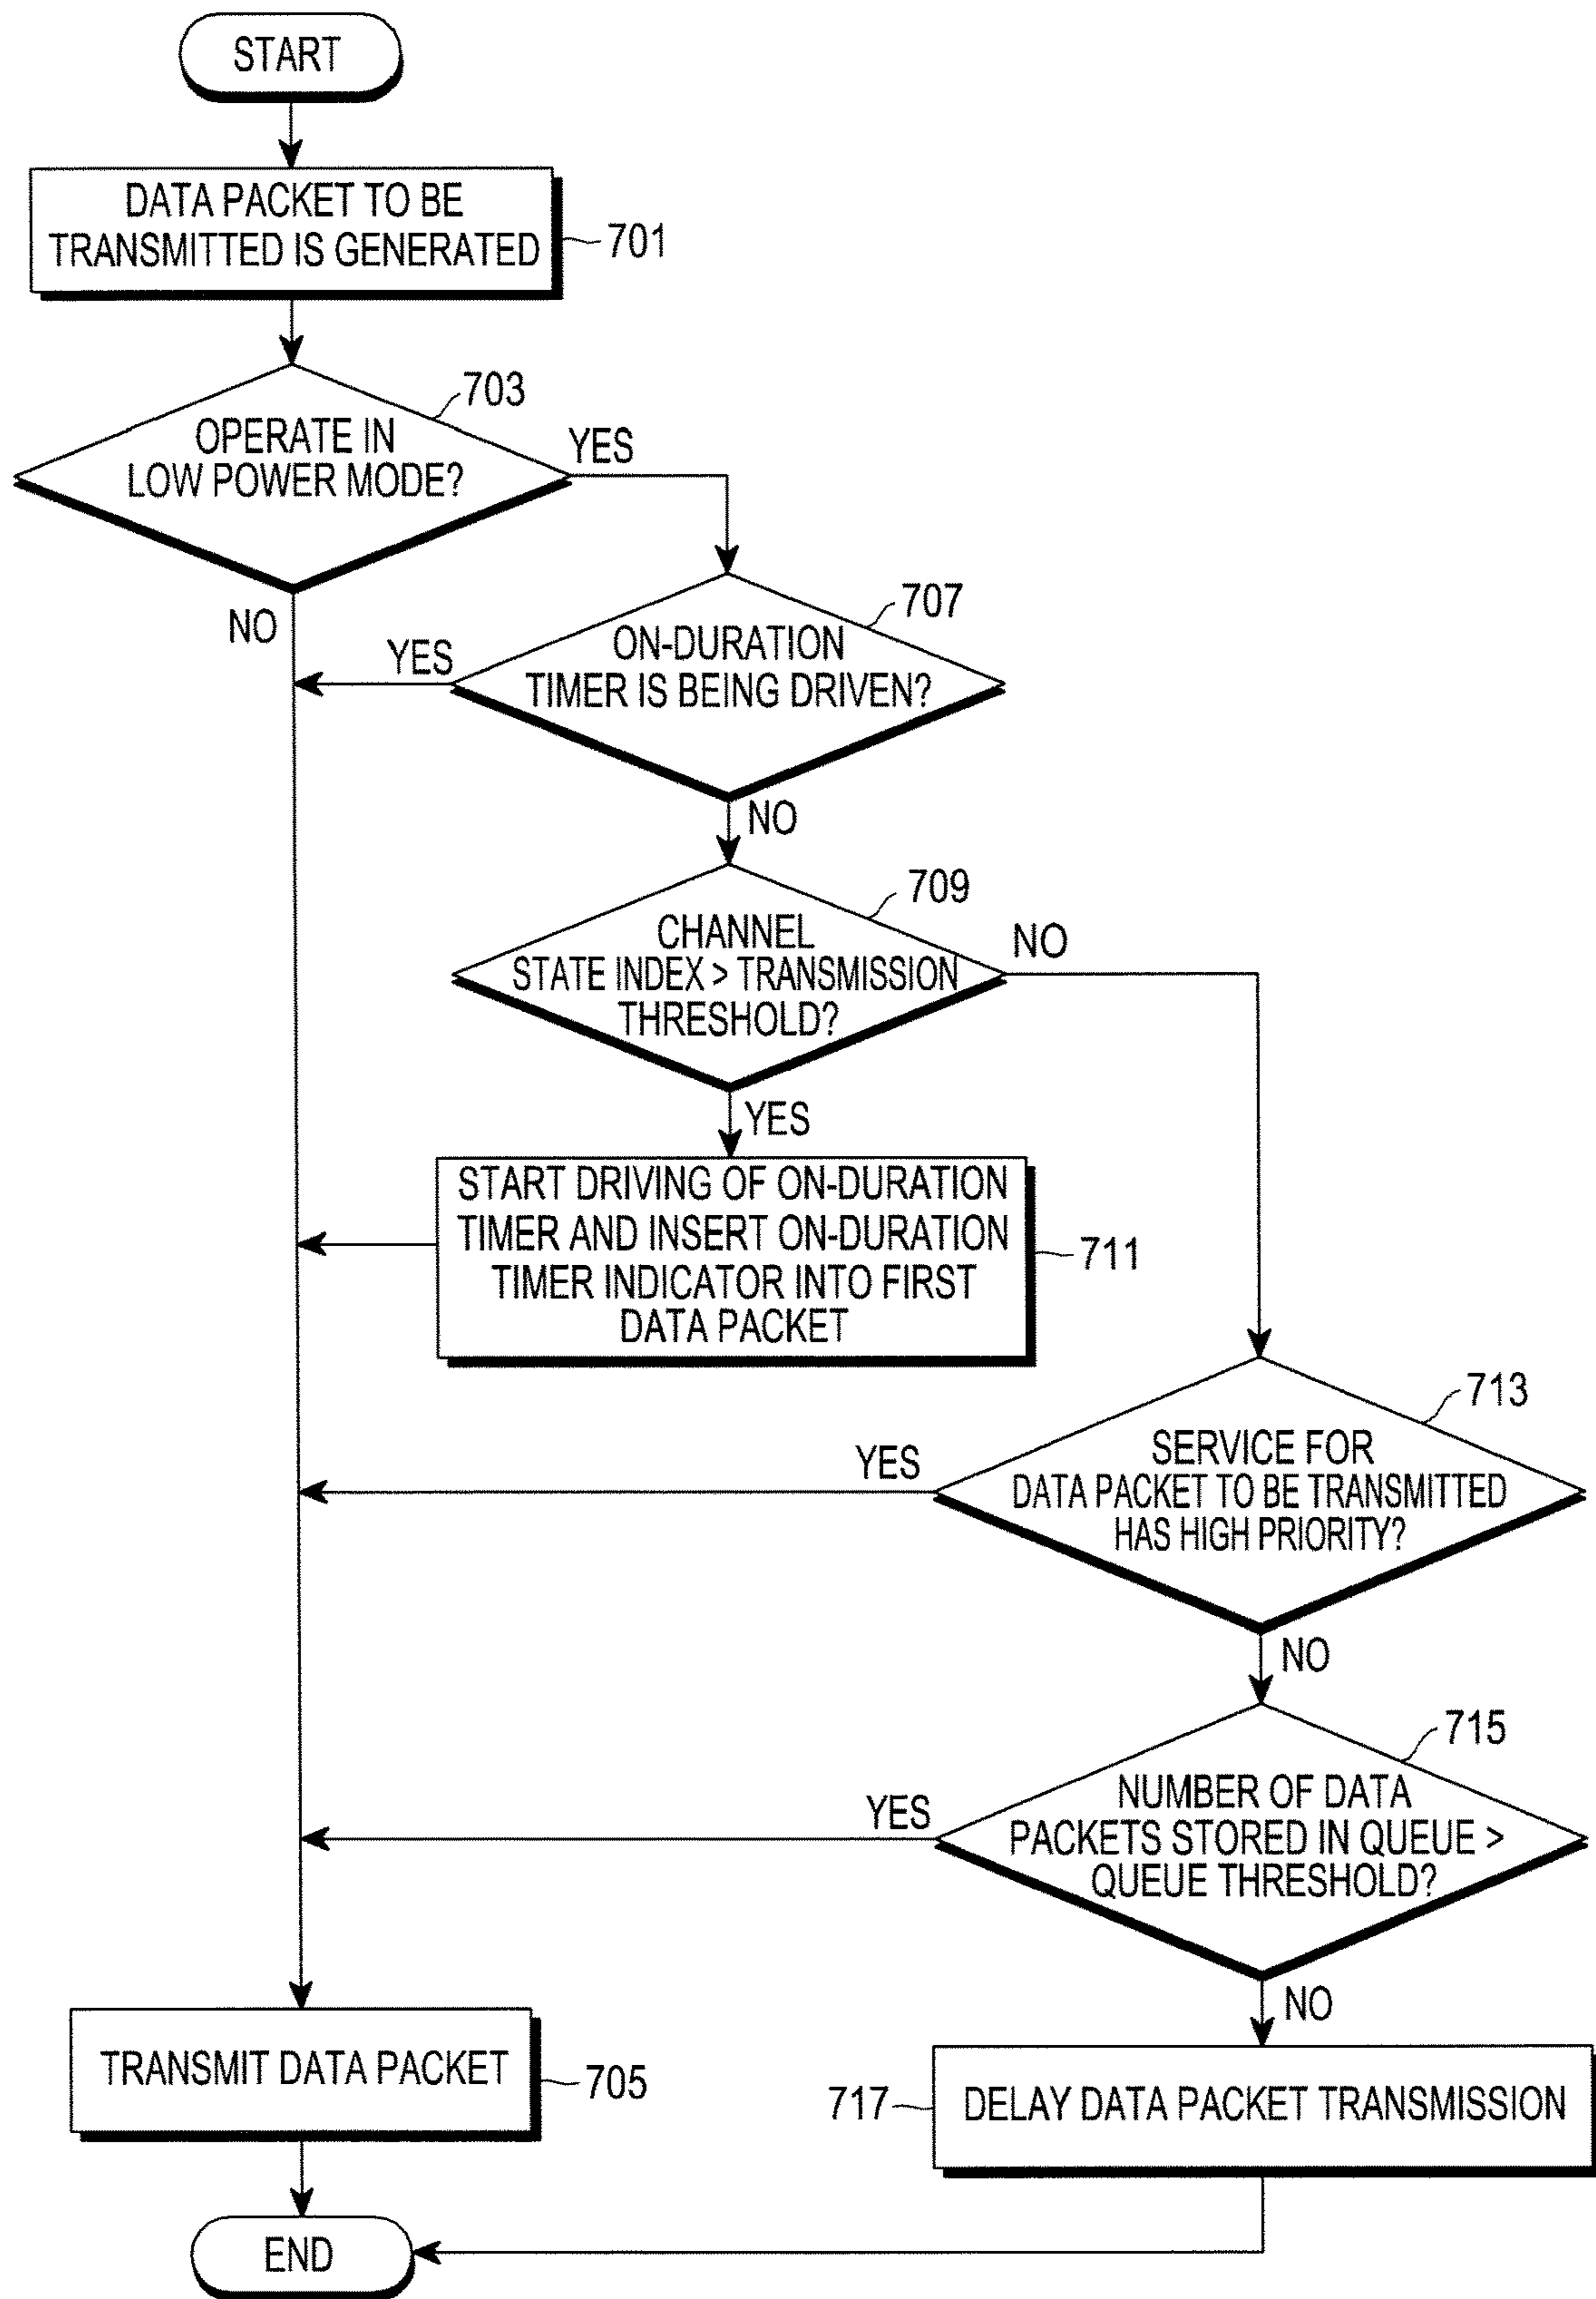 START
DATA PACKET TO BE
TRANSMITTED IS GENERATED
701
703
OPERATE IN
LOW POWER MODE?
YES
NO
707
YES
ON-DURATION
TIMER IS BEING DRIVEN?
NO
709
CHANNEL
STATE INDEX > TRANSMISSION
THRESHOLD?
NO
YES
START DRIVING OF ON-DURATION
TIMER AND INSERT ON-DURATION
TIMER INDICATOR INTO FIRST
DATA PACKET
711
713
YES
SERVICE FOR
DATA PACKET TO BE TRANSMITTED
HAS HIGH PRIORITY?
NO
715
YES
NUMBER OF DATA
PACKETS STORED IN QUEUE >
QUEUE THRESHOLD?
NO
TRANSMIT DATA PACKET
705
717
DELAY DATA PACKET TRANSMISSION
END